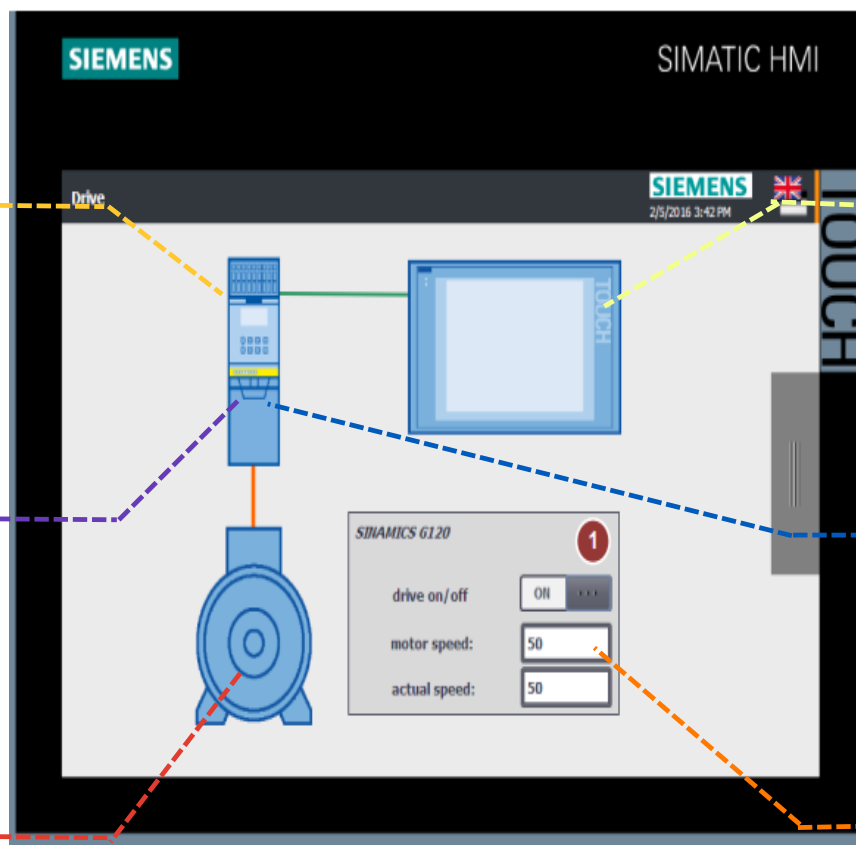 SIEMENS
SIMATIC HMI
Drive
SIEMENS
2/5/2016 3:42 PM
TOUCH
TOUCH
SINAMICS G120
1
drive on/off
ON
motor speed:
50
actual speed:
50